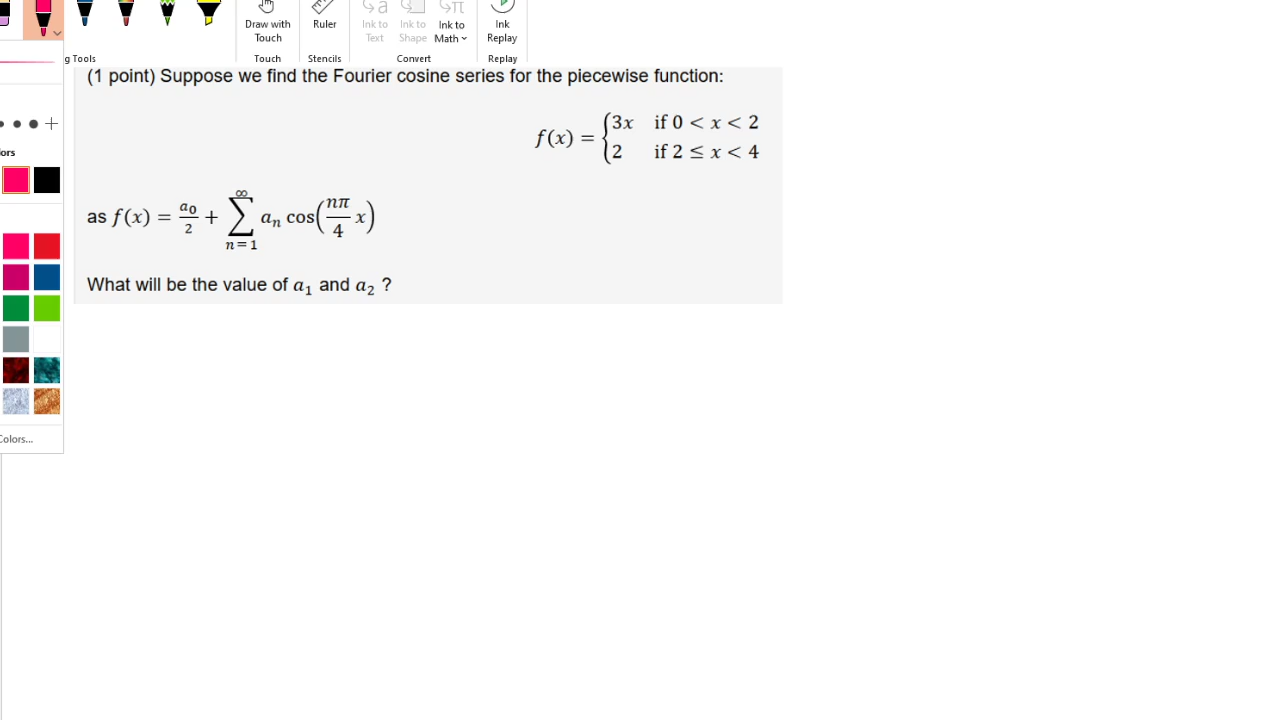 Draw with
Touch
Ruler
Ink to
Text
Ink to
Shape
Ink to
Math
Ink
Replay
g Tools
Touch
Stencils
Convert
Replay
(1 point) Suppose we find the Fourier cosine series for the piecewise function:
f(x) = {3x if 0 < x < 2
2 if 2 ≤ x < 4
as f(x) = a₀/2 + ∑_{n=1}^{∞} aₙ cos(nπ/4 x)
What will be the value of a₁ and a₂ ?
ors
Colors...